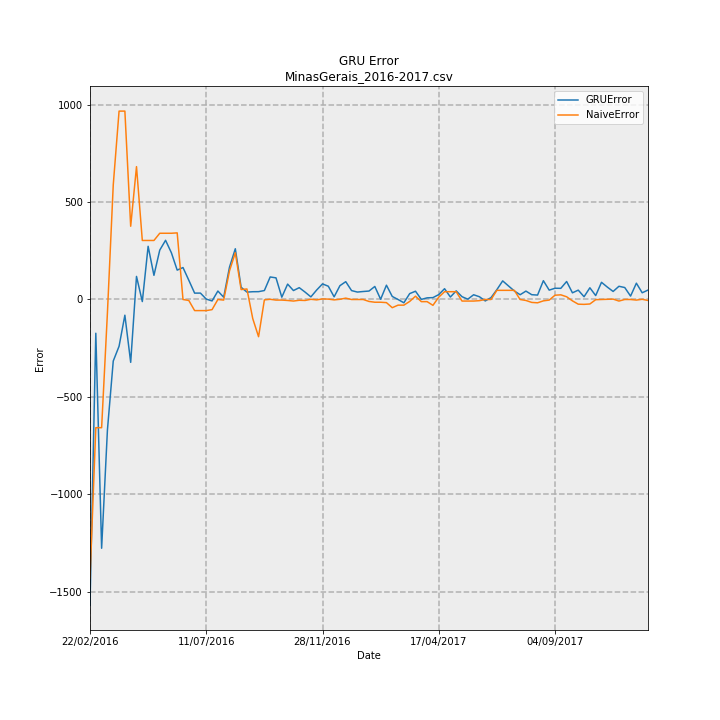 GRU Error
MinasGerais_2016-2017.csv
GRUError
NaiveError
1000
500
0
−500
−1000
−1500
Error
22/02/2016
11/07/2016
28/11/2016
17/04/2017
04/09/2017
Date